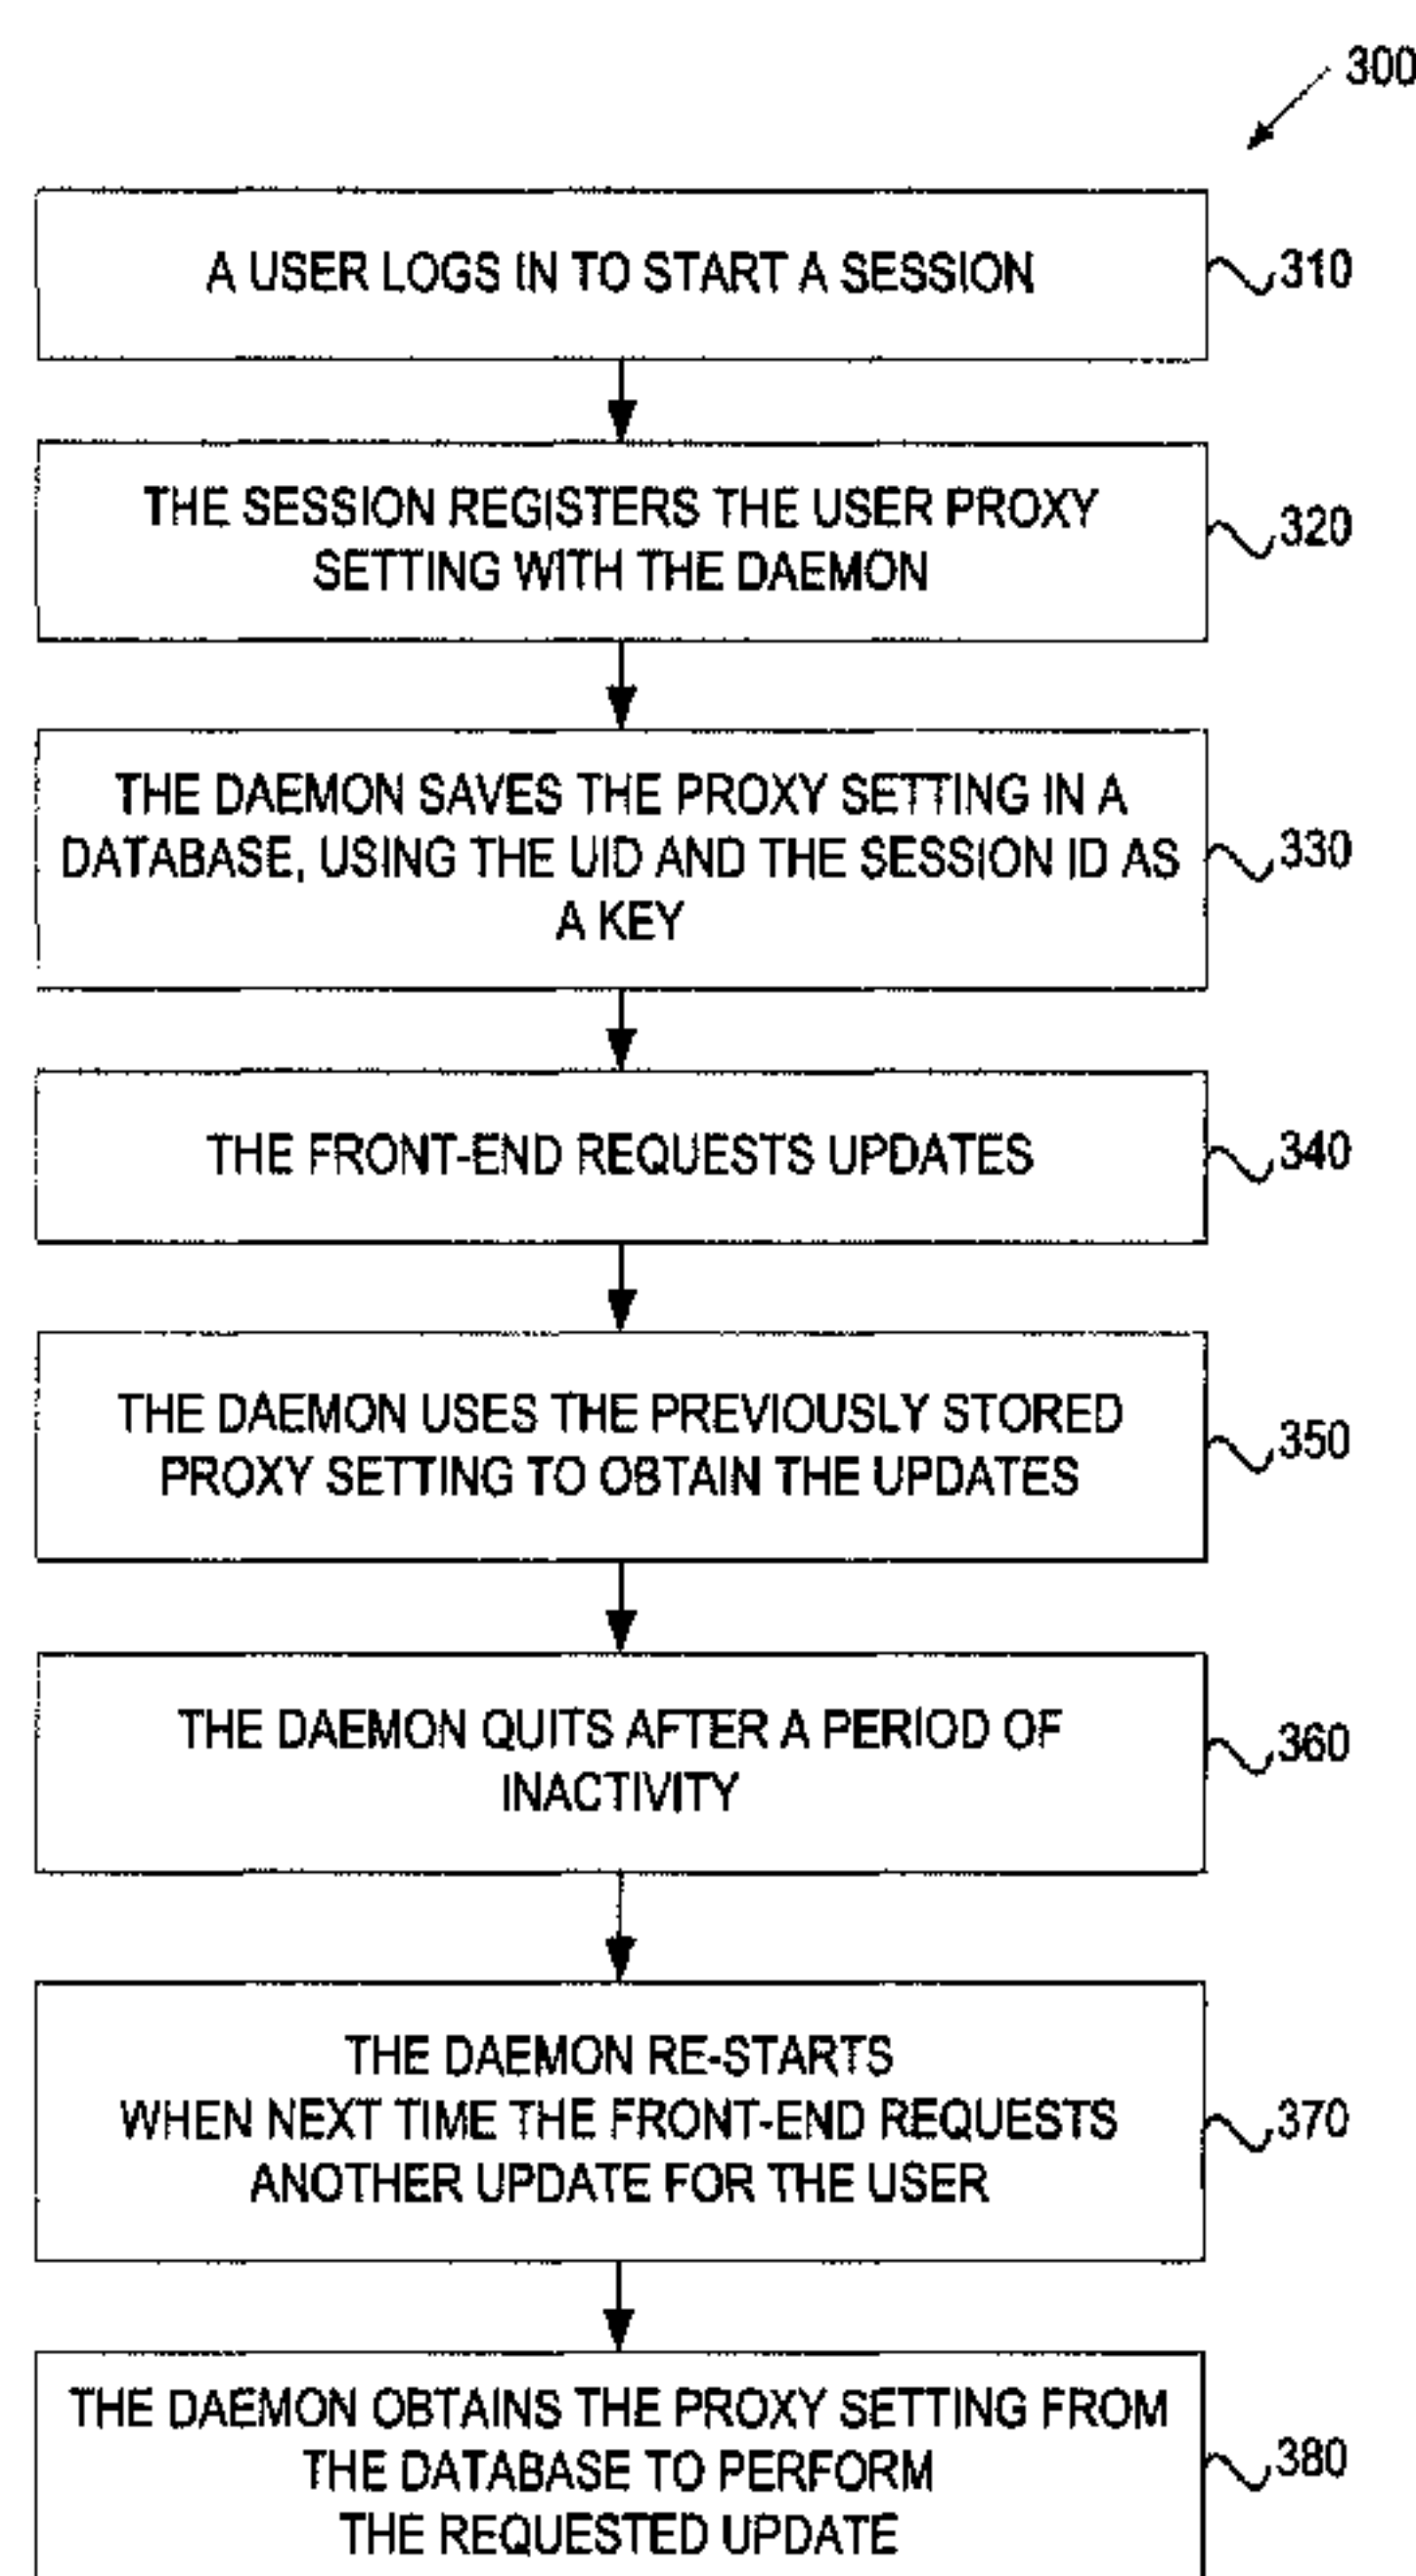 300
A USER LOGS IN TO START A SESSION
310
THE SESSION REGISTERS THE USER PROXY
SETTING WITH THE DAEMON
320
THE DAEMON SAVES THE PROXY SETTING IN A
DATABASE, USING THE UID AND THE SESSION ID AS
A KEY
330
THE FRONT-END REQUESTS UPDATES
340
THE DAEMON USES THE PREVIOUSLY STORED
PROXY SETTING TO OBTAIN THE UPDATES
350
THE DAEMON QUITS AFTER A PERIOD OF
INACTIVITY
360
THE DAEMON RE-STARTS
WHEN NEXT TIME THE FRONT-END REQUESTS
ANOTHER UPDATE FOR THE USER
370
THE DAEMON OBTAINS THE PROXY SETTING FROM
THE DATABASE TO PERFORM
THE REQUESTED UPDATE
380